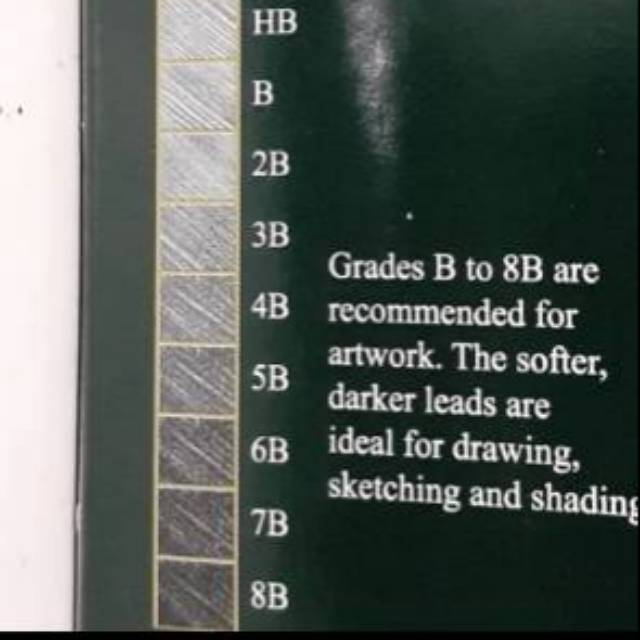 HB
B
2B
3B
4B
5B
6B
7B
8B
Grades B to 8B are
recommended for
artwork. The softer,
darker leads are
ideal for drawing,
sketching and shading